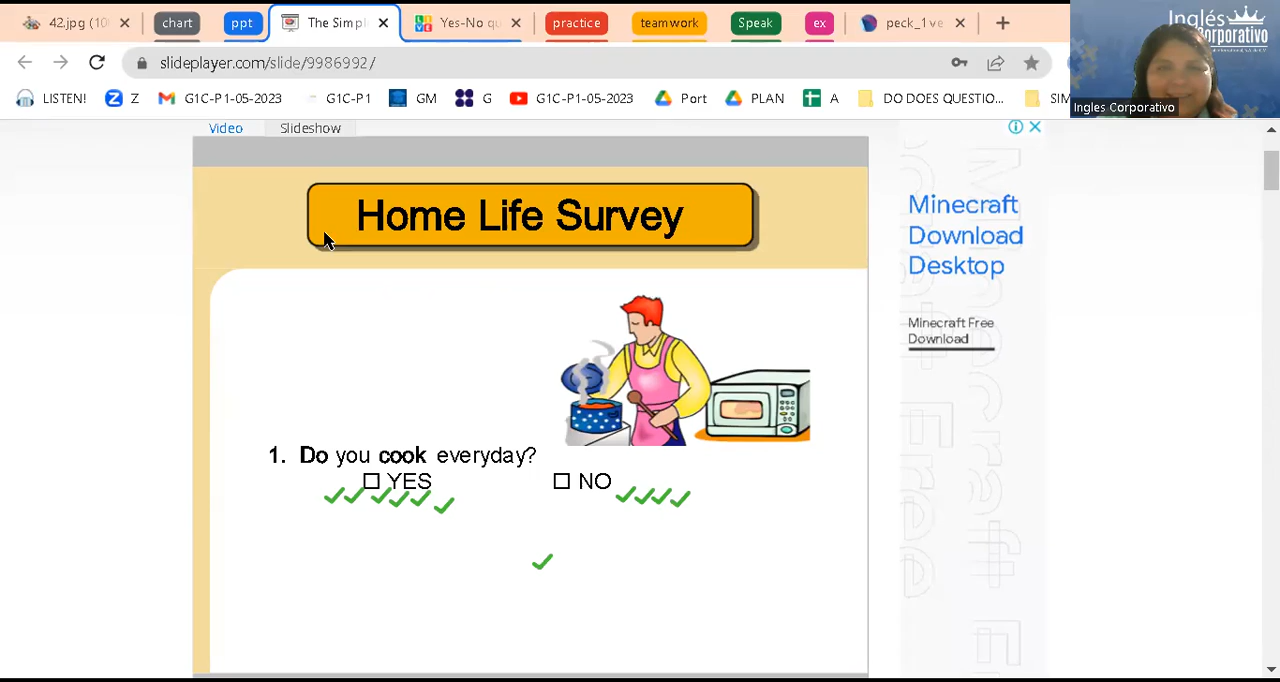 42.jpg (10
chart
ppt
The Simpl
Yes-No qu
practice
teamwork
Speak
ex
peck_1 ve
slideplayer.com/slide/9986992/
LISTEN!
Z
G1C-P1-05-2023
G1C-P1
GM
G
G1C-P1-05-2023
Port
PLAN
A
DO DOES QUESTIO...
SIM
Inglés
Corporativo
Ingles Corporativo
Video
Slideshow
Home Life Survey
1. Do you cook everyday?
YES
NO
Minecraft
Download
Desktop
Minecraft Free
Download